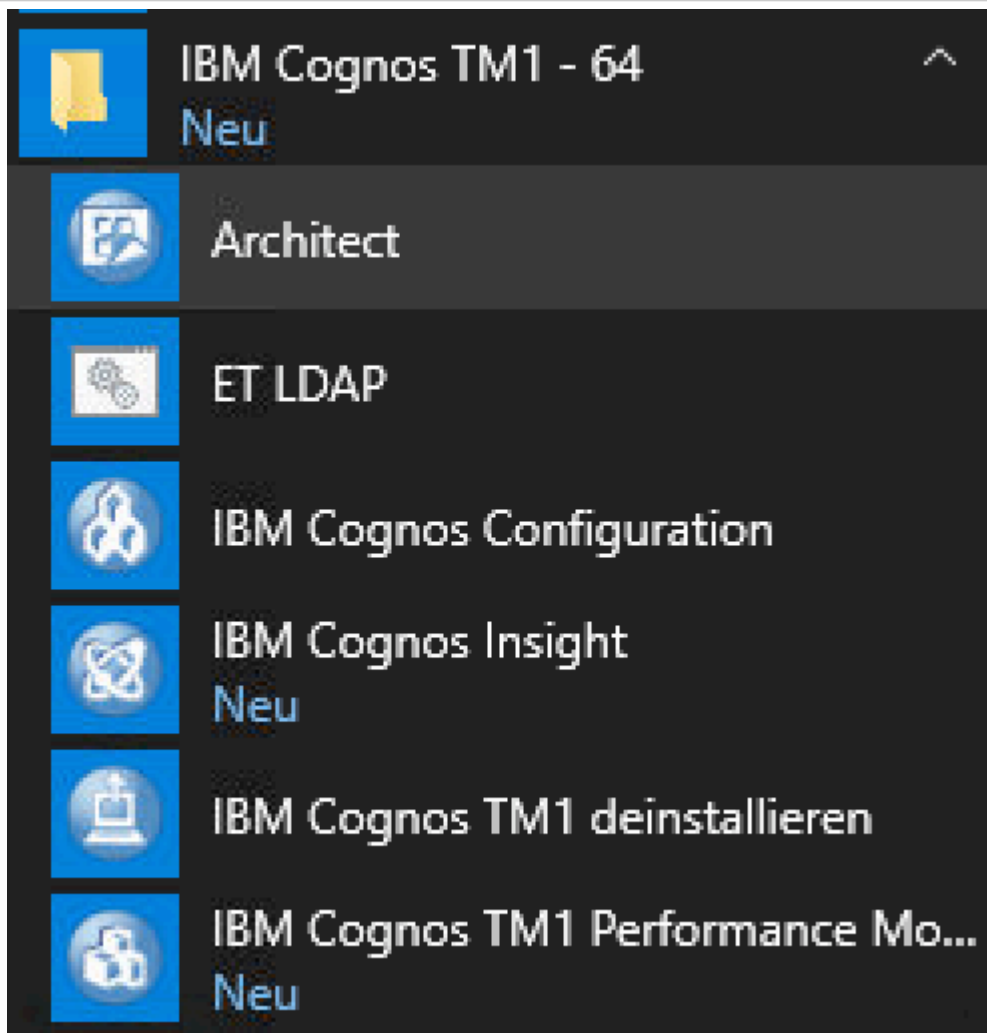 IBM Cognos TM1 - 64
Neu
Architect
ET LDAP
IBM Cognos Configuration
IBM Cognos Insight
Neu
IBM Cognos TM1 deinstallieren
IBM Cognos TM1 Performance Mo...
Neu